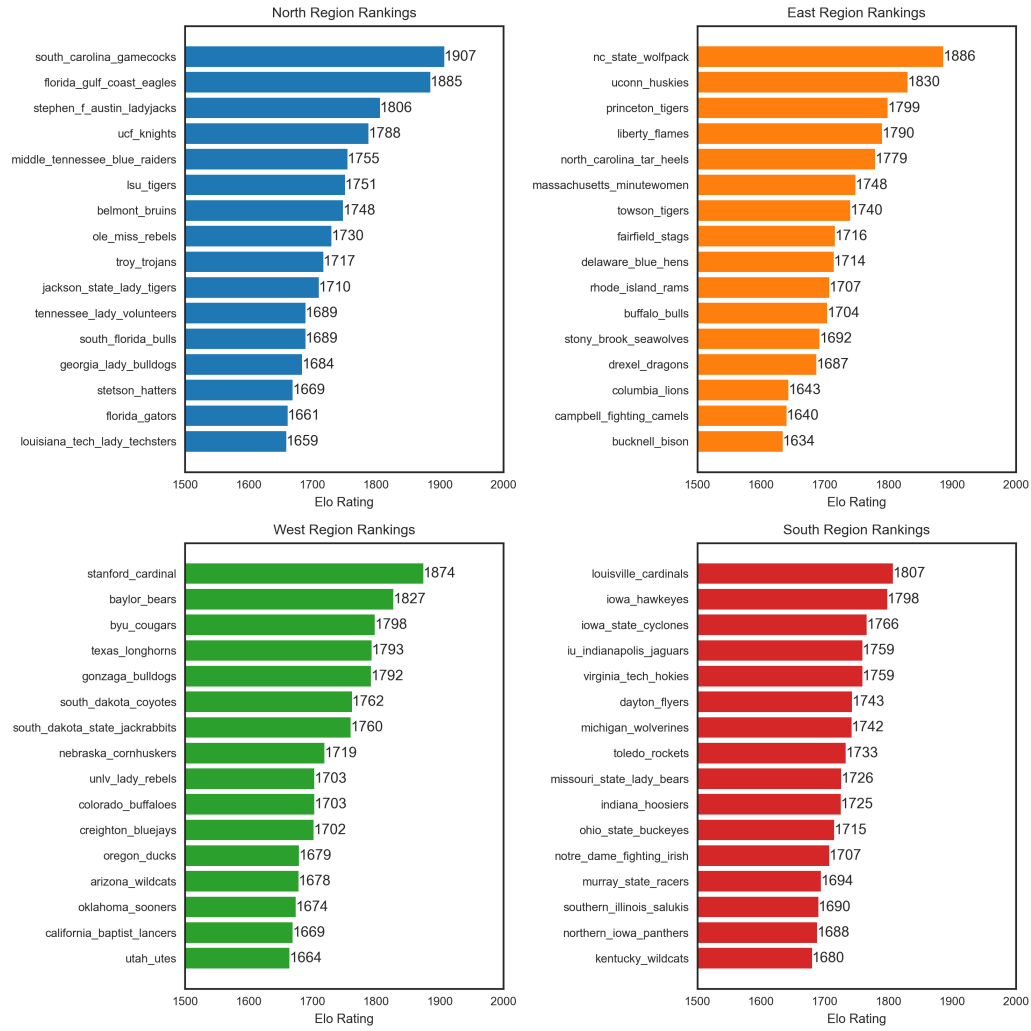 North Region Rankings
south_carolina_gamecocks 1907
florida_gulf_coast_eagles 1885
stephen_f_austin_ladyjacks 1806
ucf_knights 1788
middle_tennessee_blue_raiders 1755
lsu_tigers 1751
belmont_bruins 1748
ole_miss_rebels 1730
troy_trojans 1717
jackson_state_lady_tigers 1710
tennessee_lady_volunteers 1689
south_florida_bulls 1689
georgia_lady_bulldogs 1684
stetson_hatters 1669
florida_gators 1661
louisiana_tech_lady_techsters 1659
1500 1600 1700 1800 1900 2000
Elo Rating
East Region Rankings
nc_state_wolfpack 1886
uconn_huskies 1830
princeton_tigers 1799
liberty_flames 1790
north_carolina_tar_heels 1779
massachusetts_minutewomen 1748
towson_tigers 1740
fairfield_stags 1716
delaware_blue_hens 1714
rhode_island_rams 1707
buffalo_bulls 1704
stony_brook_seawolves 1692
drexel_dragons 1687
columbia_lions 1643
campbell_fighting_camels 1640
bucknell_bison 1634
1500 1600 1700 1800 1900 2000
Elo Rating
West Region Rankings
stanford_cardinal 1874
baylor_bears 1827
byu_cougars 1798
texas_longhorns 1793
gonzaga_bulldogs 1792
south_dakota_coyotes 1762
south_dakota_state_jackrabbits 1760
nebraska_cornhuskers 1719
unlv_lady_rebels 1703
colorado_buffaloes 1703
creighton_bluejays 1702
oregon_ducks 1679
arizona_wildcats 1678
oklahoma_sooners 1674
california_baptist_lancers 1669
utah_utes 1664
1500 1600 1700 1800 1900 2000
Elo Rating
South Region Rankings
louisville_cardinals 1807
iowa_hawkeyes 1798
iowa_state_cyclones 1766
iu_indianapolis_jaguars 1759
virginia_tech_hokies 1759
dayton_flyers 1743
michigan_wolverines 1742
toledo_rockets 1733
missouri_state_lady_bears 1726
indiana_hoosiers 1725
ohio_state_buckeyes 1715
notre_dame_fighting_irish 1707
murray_state_racers 1694
southern_illinois_salukis 1690
northern_iowa_panthers 1688
kentucky_wildcats 1680
1500 1600 1700 1800 1900 2000
Elo Rating